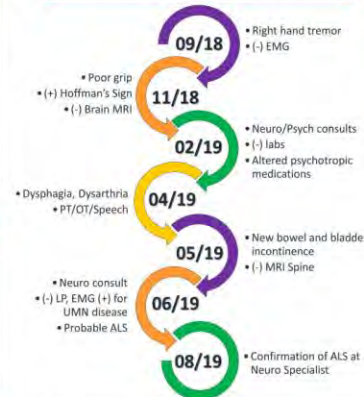 09/18
• Right hand tremor
• (-) EMG
• Poor grip
• (+) Hoffman's Sign
• (-) Brain MRI
11/18
02/19
• Neuro/Psych consults
• (-) labs
• Altered psychotropic
medications
• Dysphagia, Dysarthria
• PT/OT/Speech
04/19
05/19
• New bowel and bladde
incontinence
• (-) MRI Spine
• Neuro consult
• (-) LP, EMG (+) for
UMN disease
• Probable ALS
06/19
08/19
• Confirmation of ALS at
Neuro Specialist